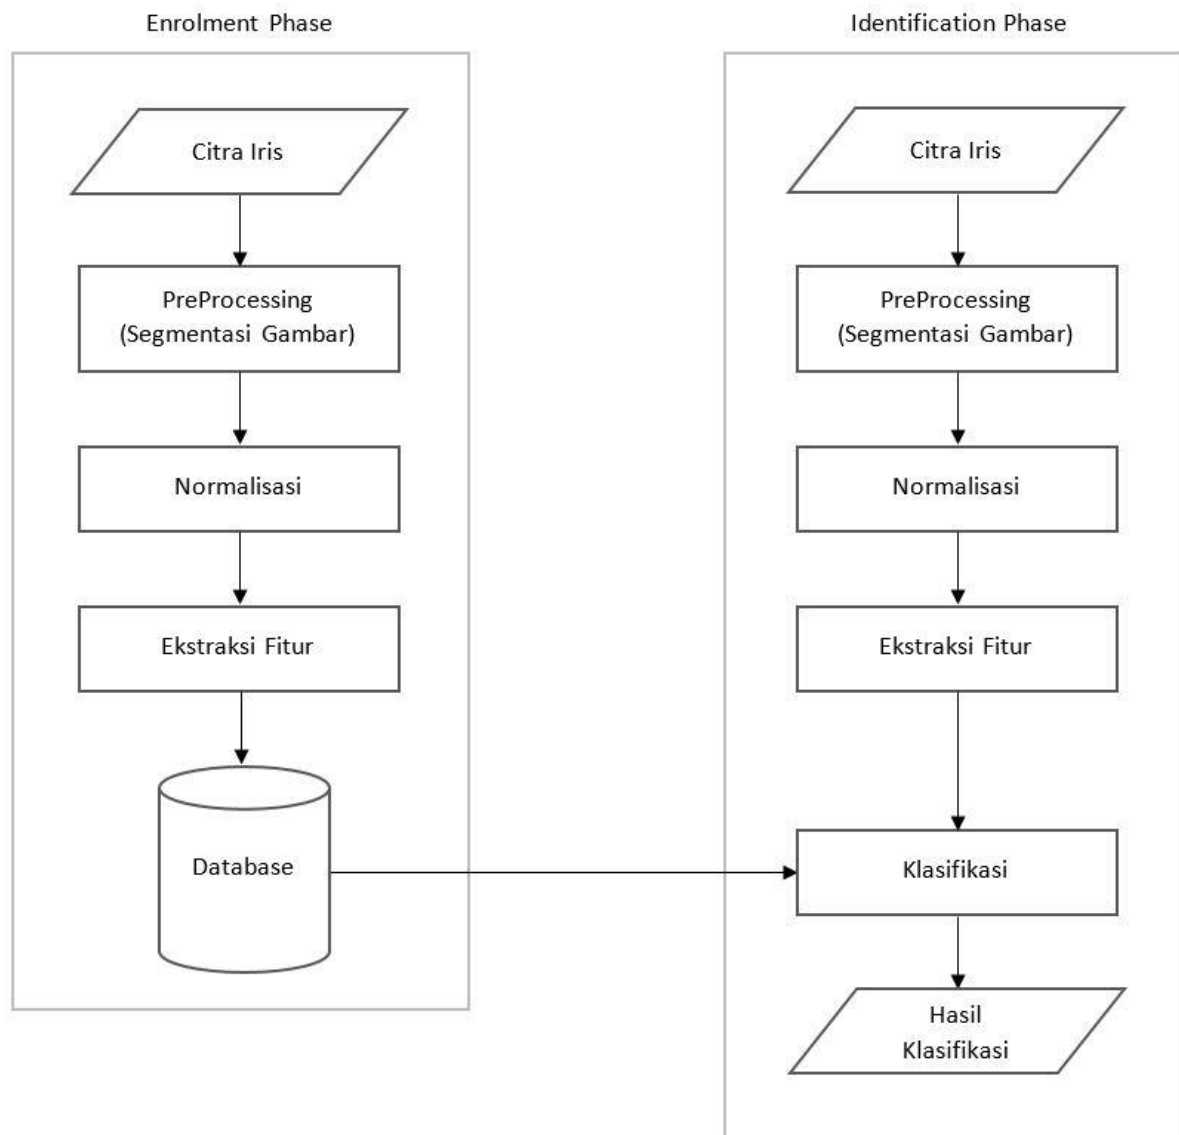 Enrolment Phase
Citra Iris
PreProcessing
(Segmentasi Gambar)
Normalisasi
Ekstraksi Fitur
Database
Identification Phase
Citra Iris
PreProcessing
(Segmentasi Gambar)
Normalisasi
Ekstraksi Fitur
Klasifikasi
Hasil
Klasifikasi